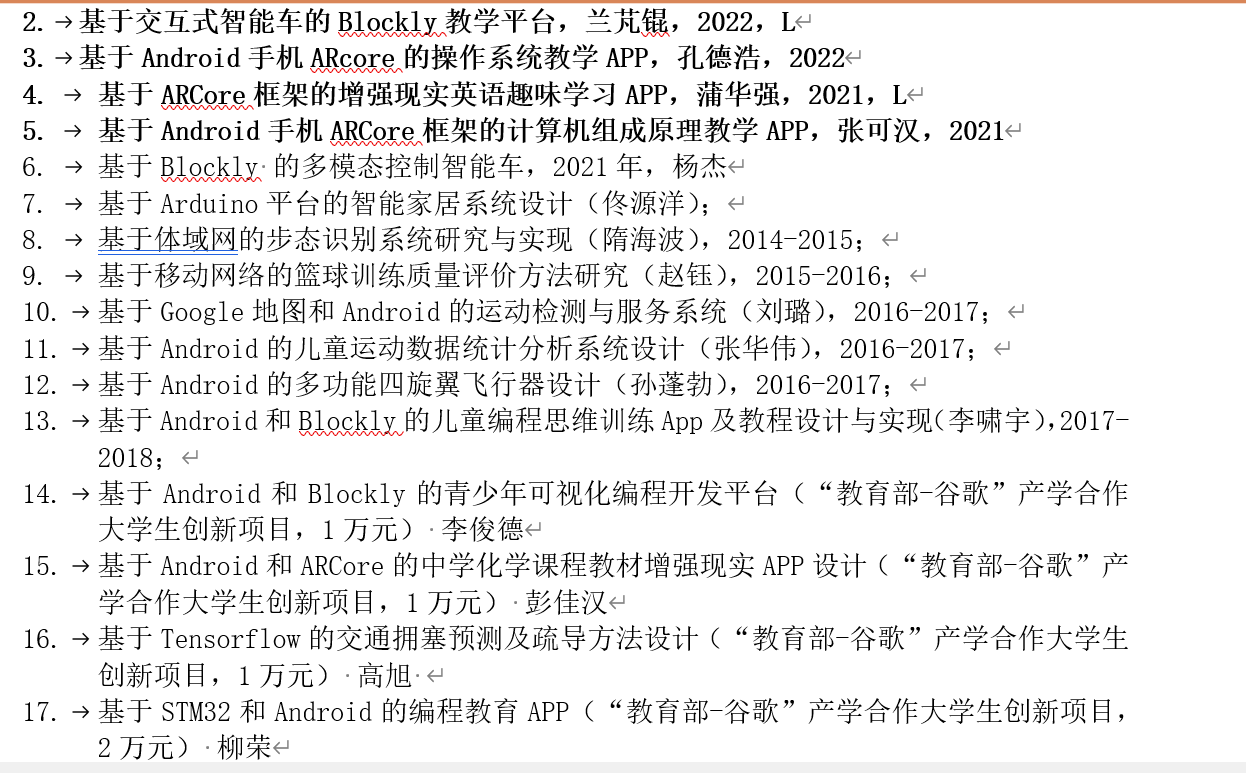 2. →基于交互式智能车的 Blockly 教学平台，兰芃锟，2022，L↵
3. →基于 Android 手机 ARcore 的操作系统教学 APP，孔德浩，2022↵
4. → 基于 ARCore 框架的增强现实英语趣味学习 APP，蒲华强，2021，L↵
5. → 基于 Android 手机 ARCore 框架的计算机组成原理教学 APP，张可汉，2021↵
6. → 基于 Blockly· 的多模态控制智能车，2021 年，杨杰↵
7. → 基于 Arduino 平台的智能家居系统设计（佟源洋）；↵
8. → 基于体域网的步态识别系统研究与实现（隋海波），2014-2015；↵
9. → 基于移动网络的篮球训练质量评价方法研究（赵钰），2015-2016；↵
10. →基于 Google 地图和 Android 的运动检测与服务系统（刘璐），2016-2017；↵
11. →基于 Android 的儿童运动数据统计分析系统设计（张华伟），2016-2017；↵
12. →基于 Android 的多功能四旋翼飞行器设计（孙蓬勃），2016-2017；↵
13. →基于 Android 和 Blockly 的儿童编程思维训练 App 及教程设计与实现(李啸宇),2017-
2018；↵
14. →基于 Android 和 Blockly 的青少年可视化编程开发平台（“教育部-谷歌”产学合作
大学生创新项目，1 万元）·李俊德↵
15. →基于 Android 和 ARCore 的中学化学课程教材增强现实 APP 设计（“教育部-谷歌”产
学合作大学生创新项目，1 万元）·彭佳汉↵
16. →基于 Tensorflow 的交通拥塞预测及疏导方法设计（“教育部-谷歌”产学合作大学生
创新项目，1 万元）·高旭·↵
17. →基于 STM32 和 Android 的编程教育 APP（“教育部-谷歌”产学合作大学生创新项目，
2 万元）·柳荣↵